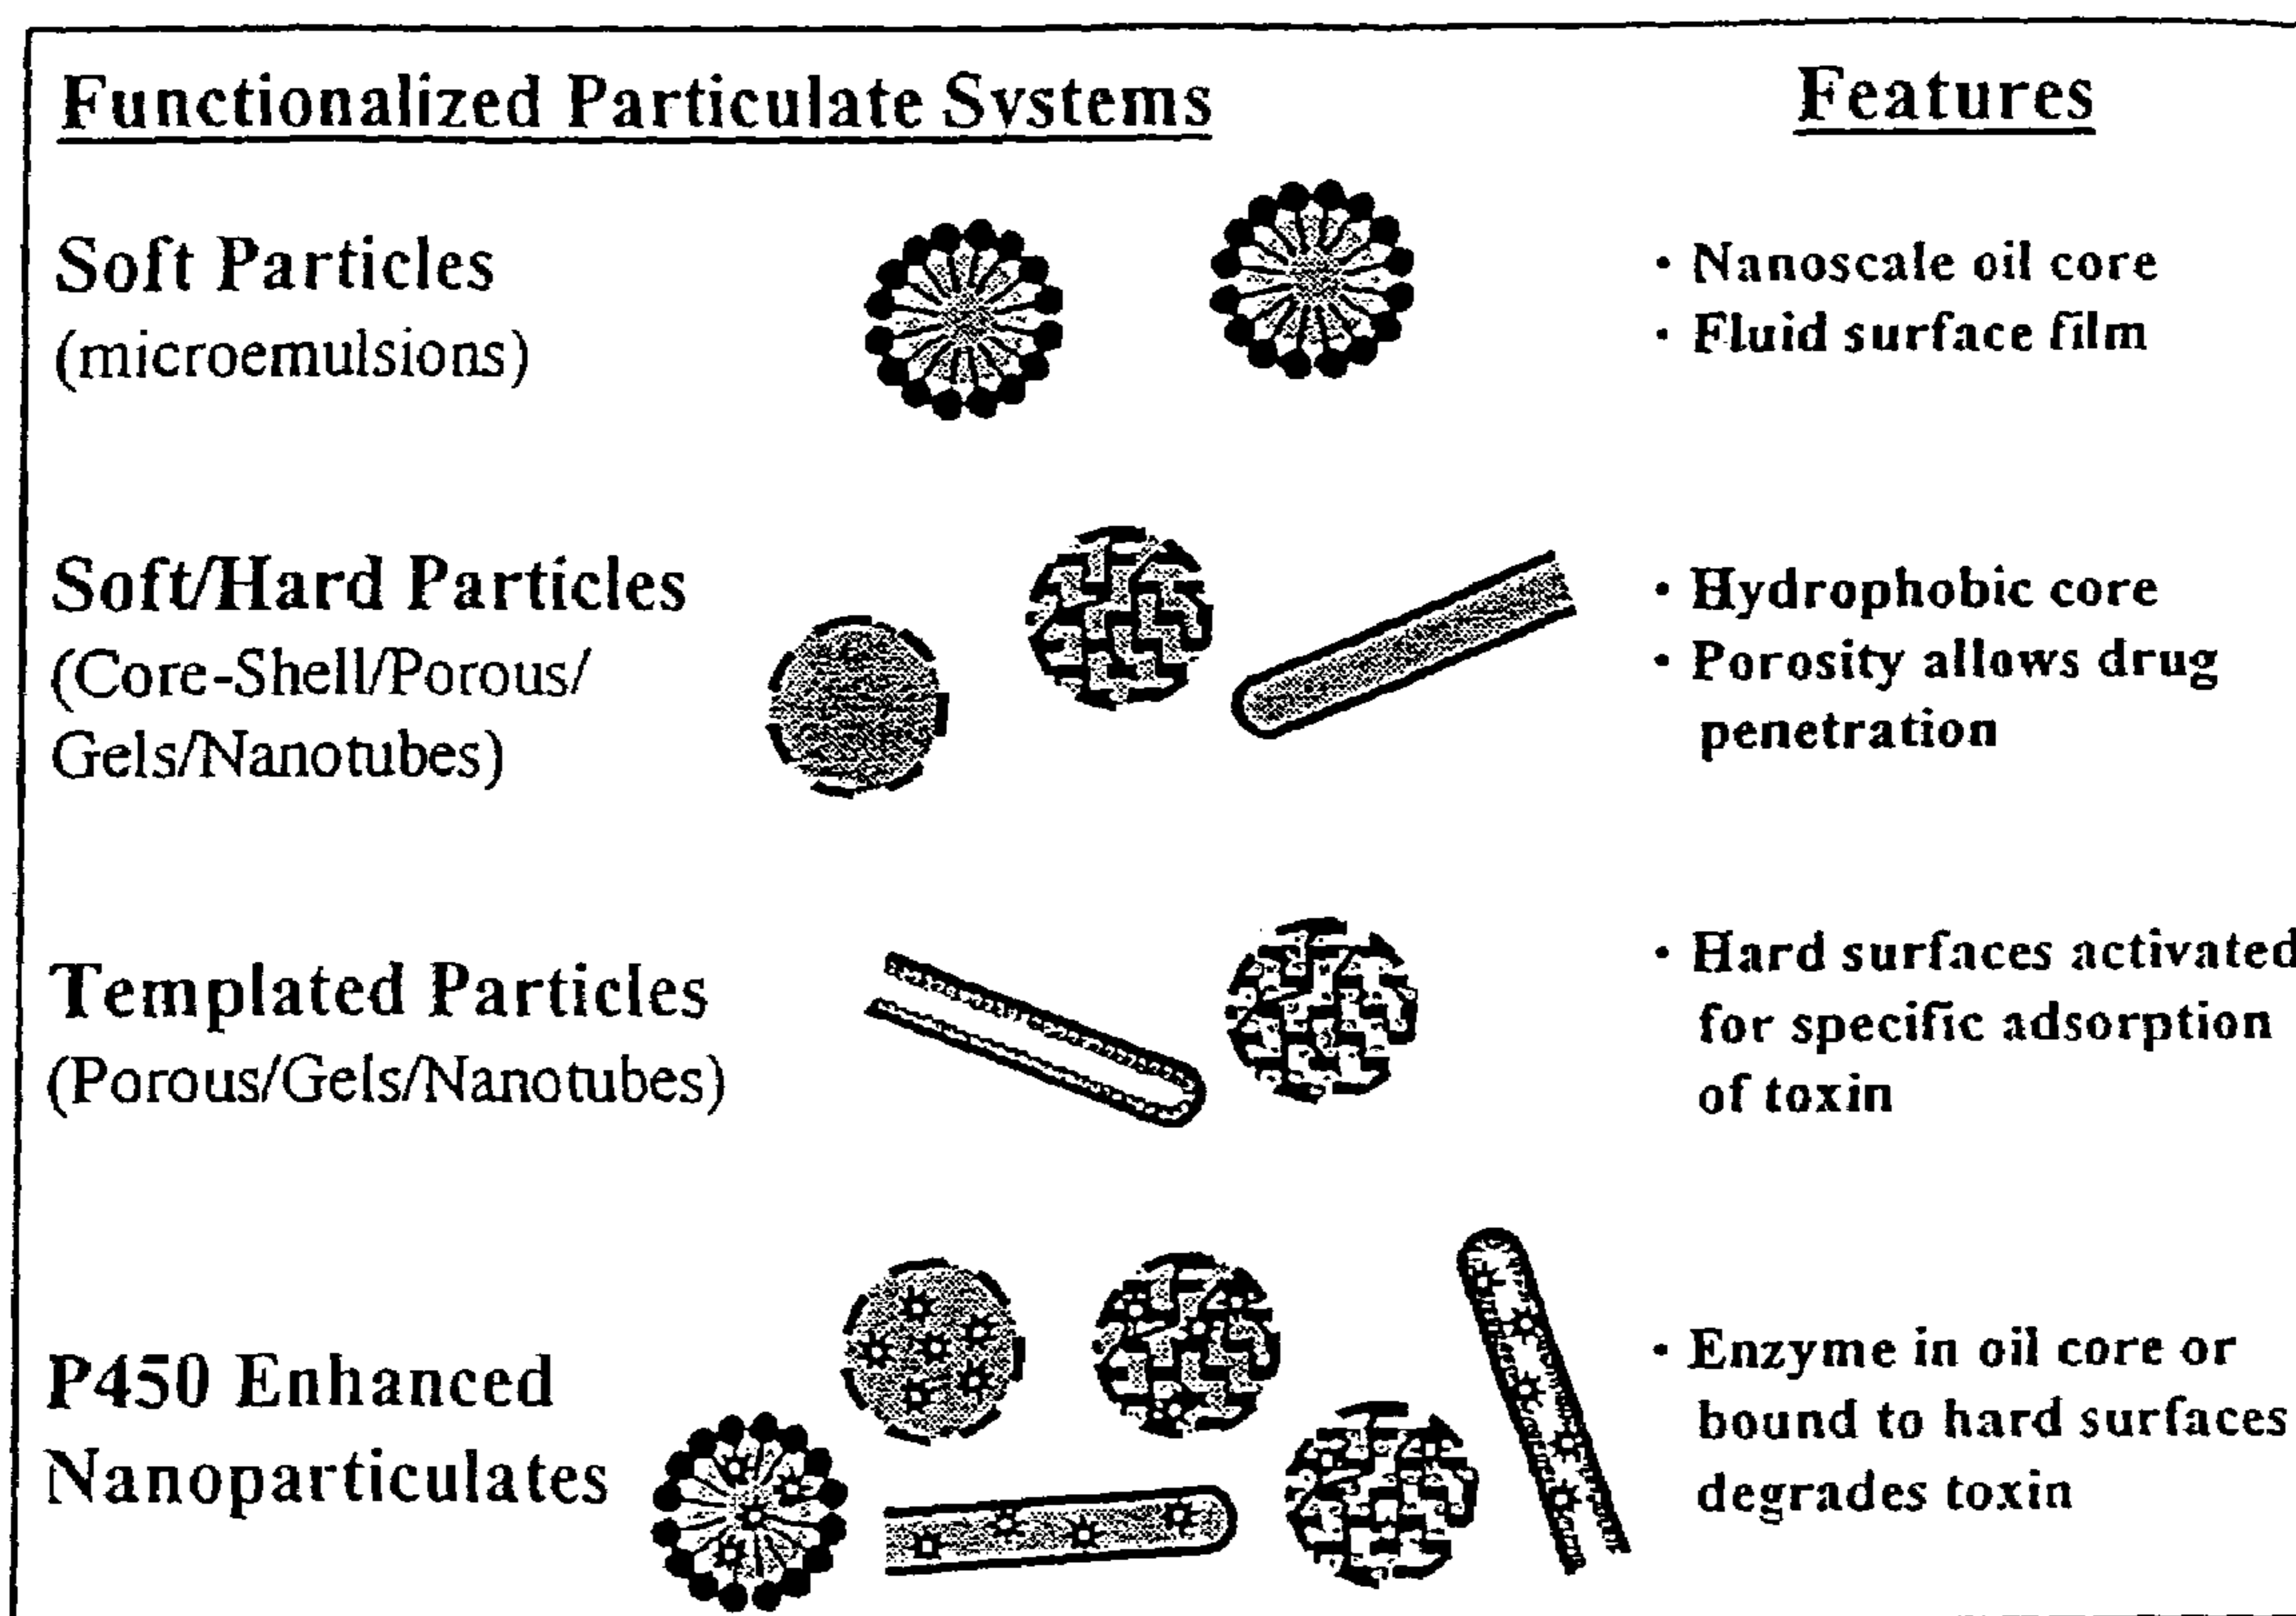 Functionalized Particulate Systems
Features
Soft Particles
(microemulsions)
• Nanoscale oil core
• Fluid surface film
Soft/Hard Particles
(Core-Shell/Porous/
Gels/Nanotubes)
• Hydrophobic core
• Porosity allows drug
penetration
Templated Particles
(Porous/Gels/Nanotubes)
• Hard surfaces activated
for specific adsorption
of toxin
P450 Enhanced
Nanoparticulates
• Enzyme in oil core or
bound to hard surfaces
degrades toxin